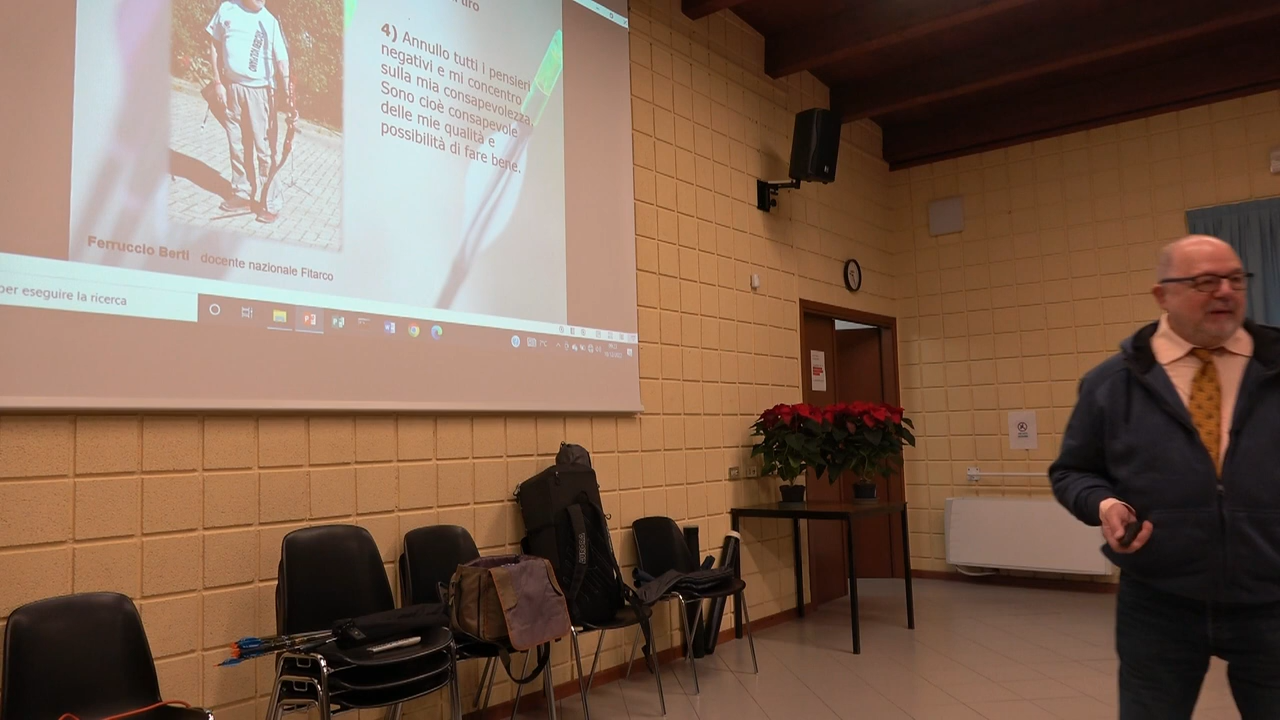 4) Annullo tutti i pensieri
negativi e mi concentro
sulla mia consapevolezza.
Sono cioè consapevole
delle mie qualità e
possibilità di fare bene.
Ferruccio Berti docente nazionale Fitarco
per eseguire la ricerca